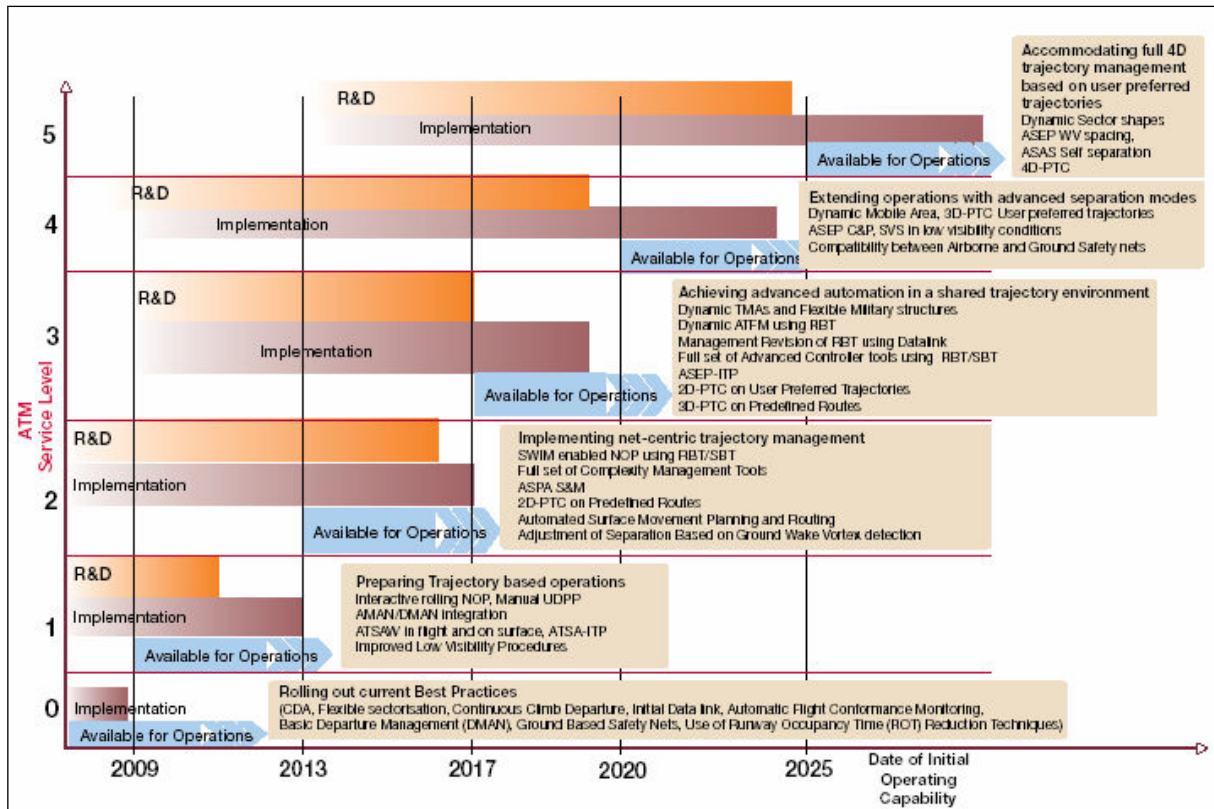 Accommodating full 4D
trajectory management
based on user preferred
trajectories
Dynamic Sector shapes
ASEP WV spacing,
ASAS Self separation
4D-PTC
R&D
Implementation
5
Available for Operations
R&D
4
Implementation
Available for Operations
Extending operations with advanced separation modes
Dynamic Mobile Area, 3D-PTC User preferred trajectories
ASEP C&P, SVS in low visibility conditions
Compatibility between Airborne and Ground Safety nets
R&D
3
Implementation
Available for Operations
Achieving advanced automation in a shared trajectory environment
Dynamic TMAs and Flexible Military structures
Dynamic ATFM using RBT
Management Revision of RBT using Datalink
Full set of Advanced Controller tools using RBT/SBT
ASEP-ITP
2D-PTC on User Preferred Trajectories
3D-PTC on Predefined Routes
ATM
Service Level
R&D
2
Implementation
Available for Operations
Implementing net-centric trajectory management
SWIM enabled NOP using RBT/SBT
Full set of Complexity Management Tools
ASPA S&M
2D-PTC on Predefined Routes
Automated Surface Movement Planning and Routing
Adjustment of Separation Based on Ground Wake Vortex detection
R&D
1
Implementation
Available for Operations
Preparing Trajectory based operations
Interactive rolling NOP, Manual UDPP
AMAN/DMAN integration
ATSAW in flight and on surface, ATSA-ITP
Improved Low Visibility Procedures
0
Implementation
Available for Operations
Rolling out current Best Practices
(CDA, Flexible sectorisation, Continuous Climb Departure, Initial Data link, Automatic Flight Conformance Monitoring,
Basic Departure Management (DMAN), Ground Based Safety Nets, Use of Runway Occupancy Time (ROT) Reduction Techniques)
2009
2013
2017
2020
2025
Date of Initial
Operating
Capability